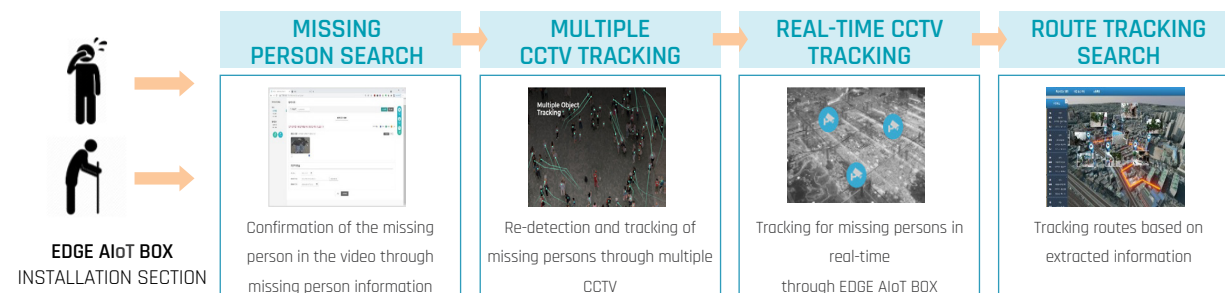 MISSING
PERSON SEARCH
MULTIPLE
CCTV TRACKING
REAL-TIME CCTV
TRACKING
ROUTE TRACKING
SEARCH
EDGE AIoT BOX
INSTALLATION SECTION
Confirmation of the missing
person in the video through
missing person information
Multiple Object
Tracking
Re-detection and tracking of
missing persons through multiple
CCTV
Tracking for missing persons in
real-time
through EDGE AIoT BOX
Tracking routes based on
extracted information